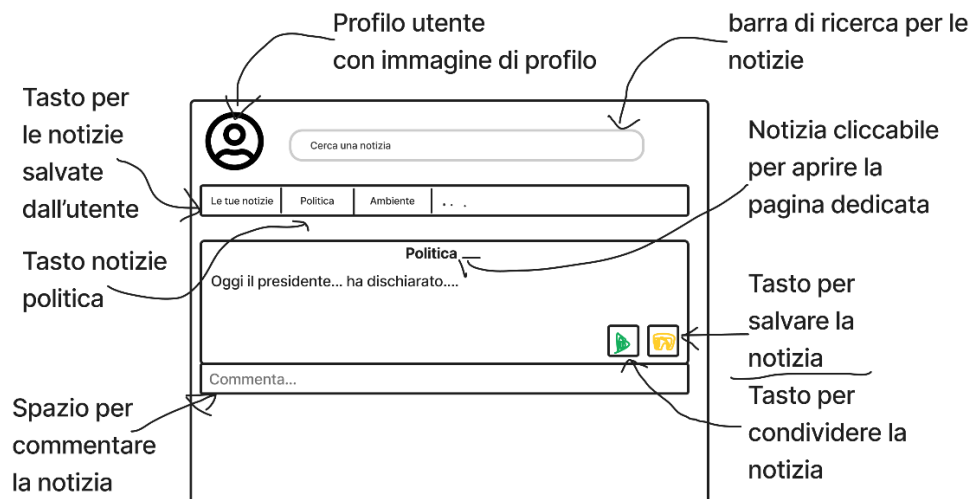 Profilo utente
con immagine di profilo
barra di ricerca per le
notizie
Tasto per
le notizie
salvate
dall'utente
Cerca una notizia
Notizia cliccabile
per aprire la
pagina dedicata
Le tue notizie
Politica
Ambiente
. . .
Tasto notizie
politica
Politica
Oggi il presidente... ha dischiarato....
Tasto per
salvare la
notizia
Commenta...
Tasto per
condividere la
notizia
Spazio per
commentare
la notizia